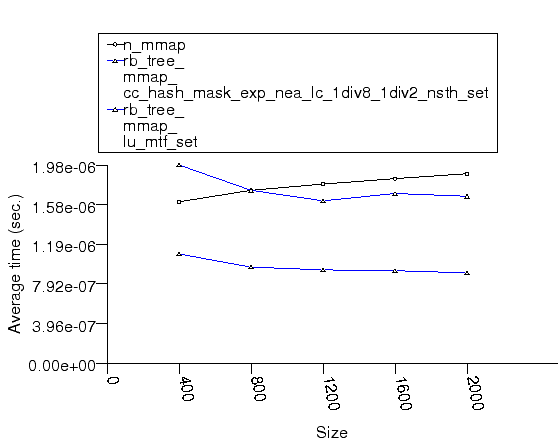 n_mmap
rb_tree_
mmap_
cc_hash_mask_exp_nea_lc_1div8_1div2_nsth_set
rb_tree_
mmap_
lu_mtf_set
1.98e-06
1.58e-06
1.19e-06
7.92e-07
3.96e-07
0.00e+00
Average time (sec.)
0
400
800
1200
1600
2000
Size